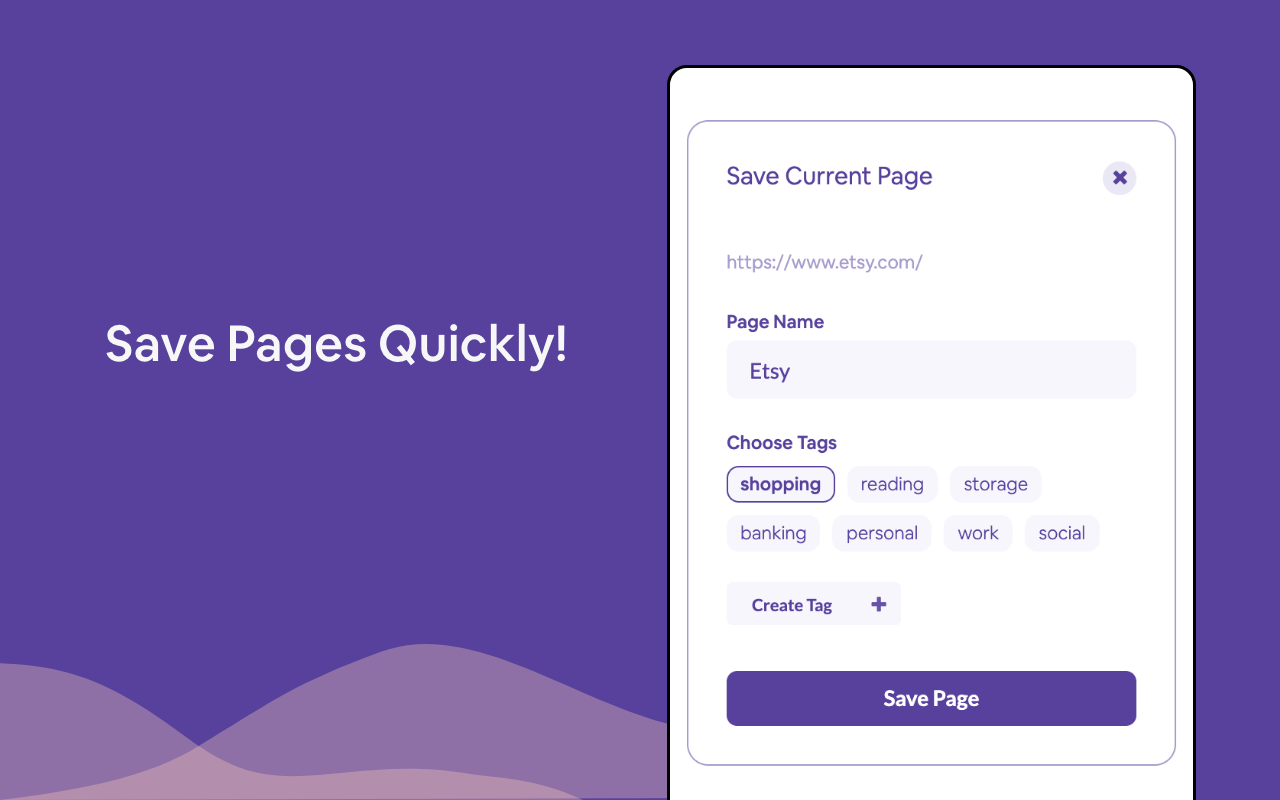 Save Pages Quickly!
Save Current Page
https://www.etsy.com/
Page Name
Etsy
Choose Tags
shopping reading storage
banking personal work social
Create Tag
Save Page